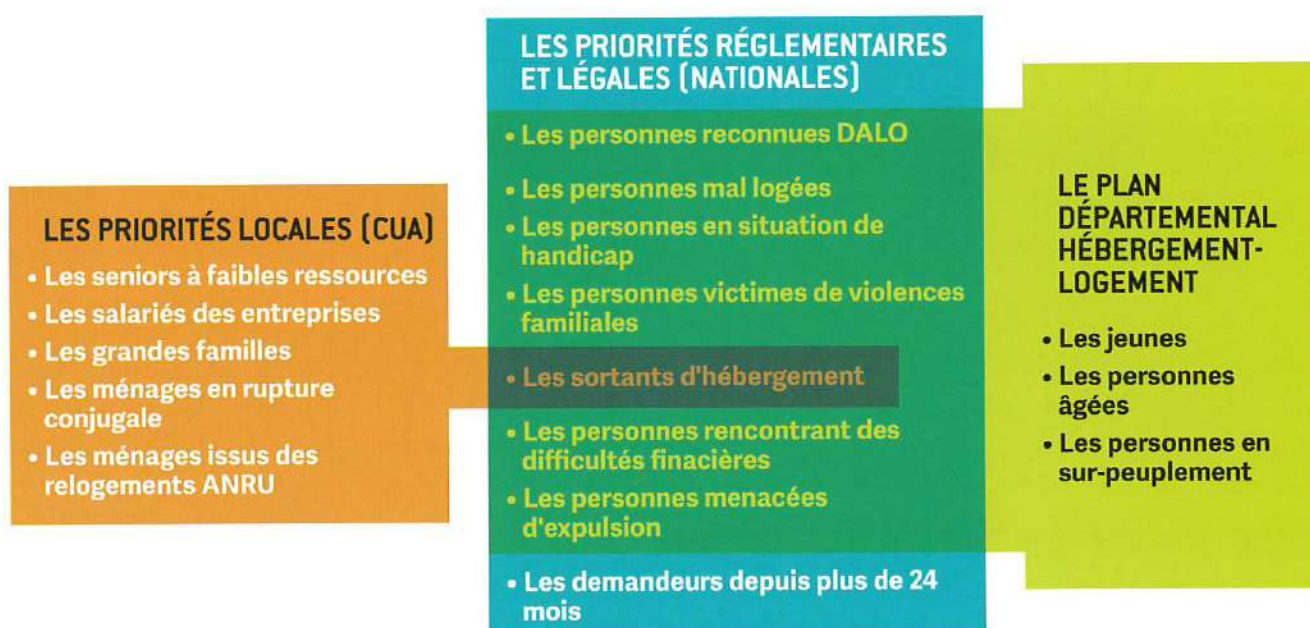 LES PRIORITÉS LOCALES (CUA)
• Les seniors à faibles ressources
• Les salariés des entreprises
• Les grandes familles
• Les ménages en rupture
conjugale
• Les ménages issus des
relogements ANRU
LES PRIORITÉS RÉGLEMENTAIRES
ET LÉGALES (NATIONALES)
• Les personnes reconnues DALO
• Les personnes mal logées
• Les personnes en situation de
handicap
• Les personnes victimes de violences
familiales
• Les sortants d'hébergement
• Les personnes rencontrant des
difficultés finacières
• Les personnes menacées
d'expulsion
• Les demandeurs depuis plus de 24
mois
LE PLAN
DÉPARTEMENTAL
HÉBERGEMENT-
LOGEMENT
• Les jeunes
• Les personnes
âgées
• Les personnes en
sur-peuplement